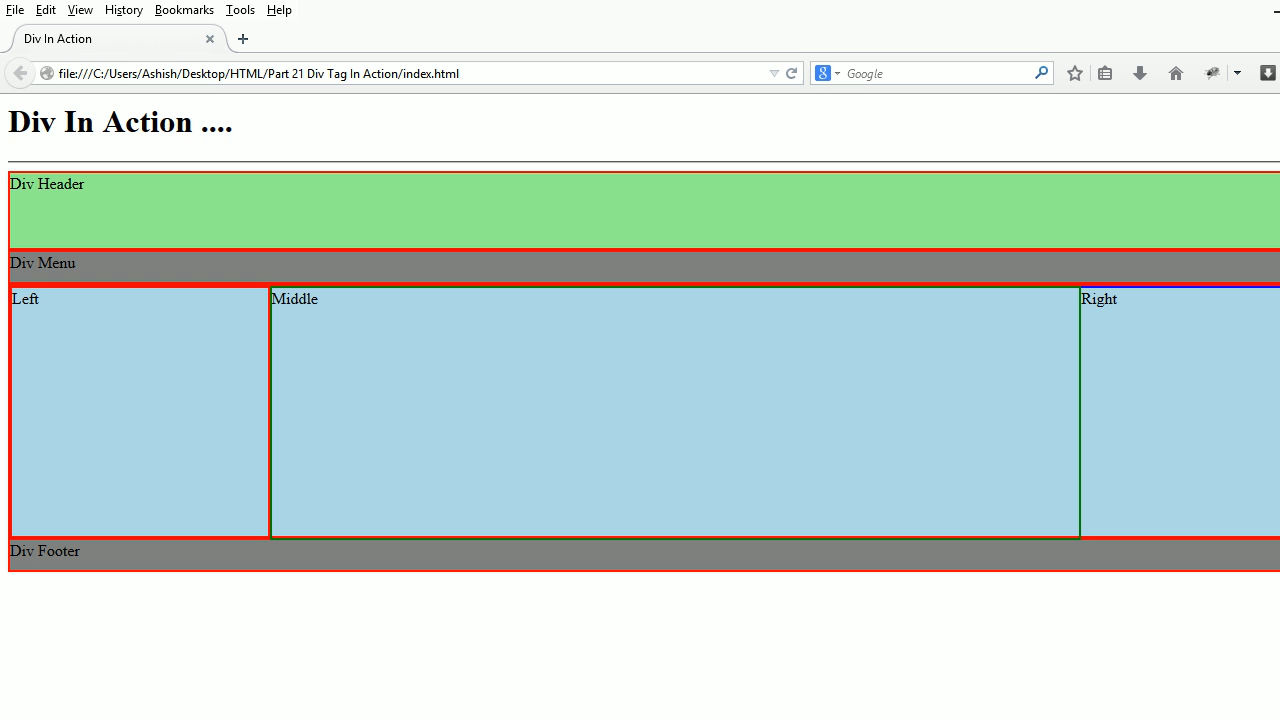 File Edit View History Bookmarks Tools Help
Div In Action
file:///C:/Users/Ashish/Desktop/HTML/Part 21 Div Tag In Action/index.html
8 Google
Div In Action ....
Div Header
Div Menu
Left Middle Right
Div Footer